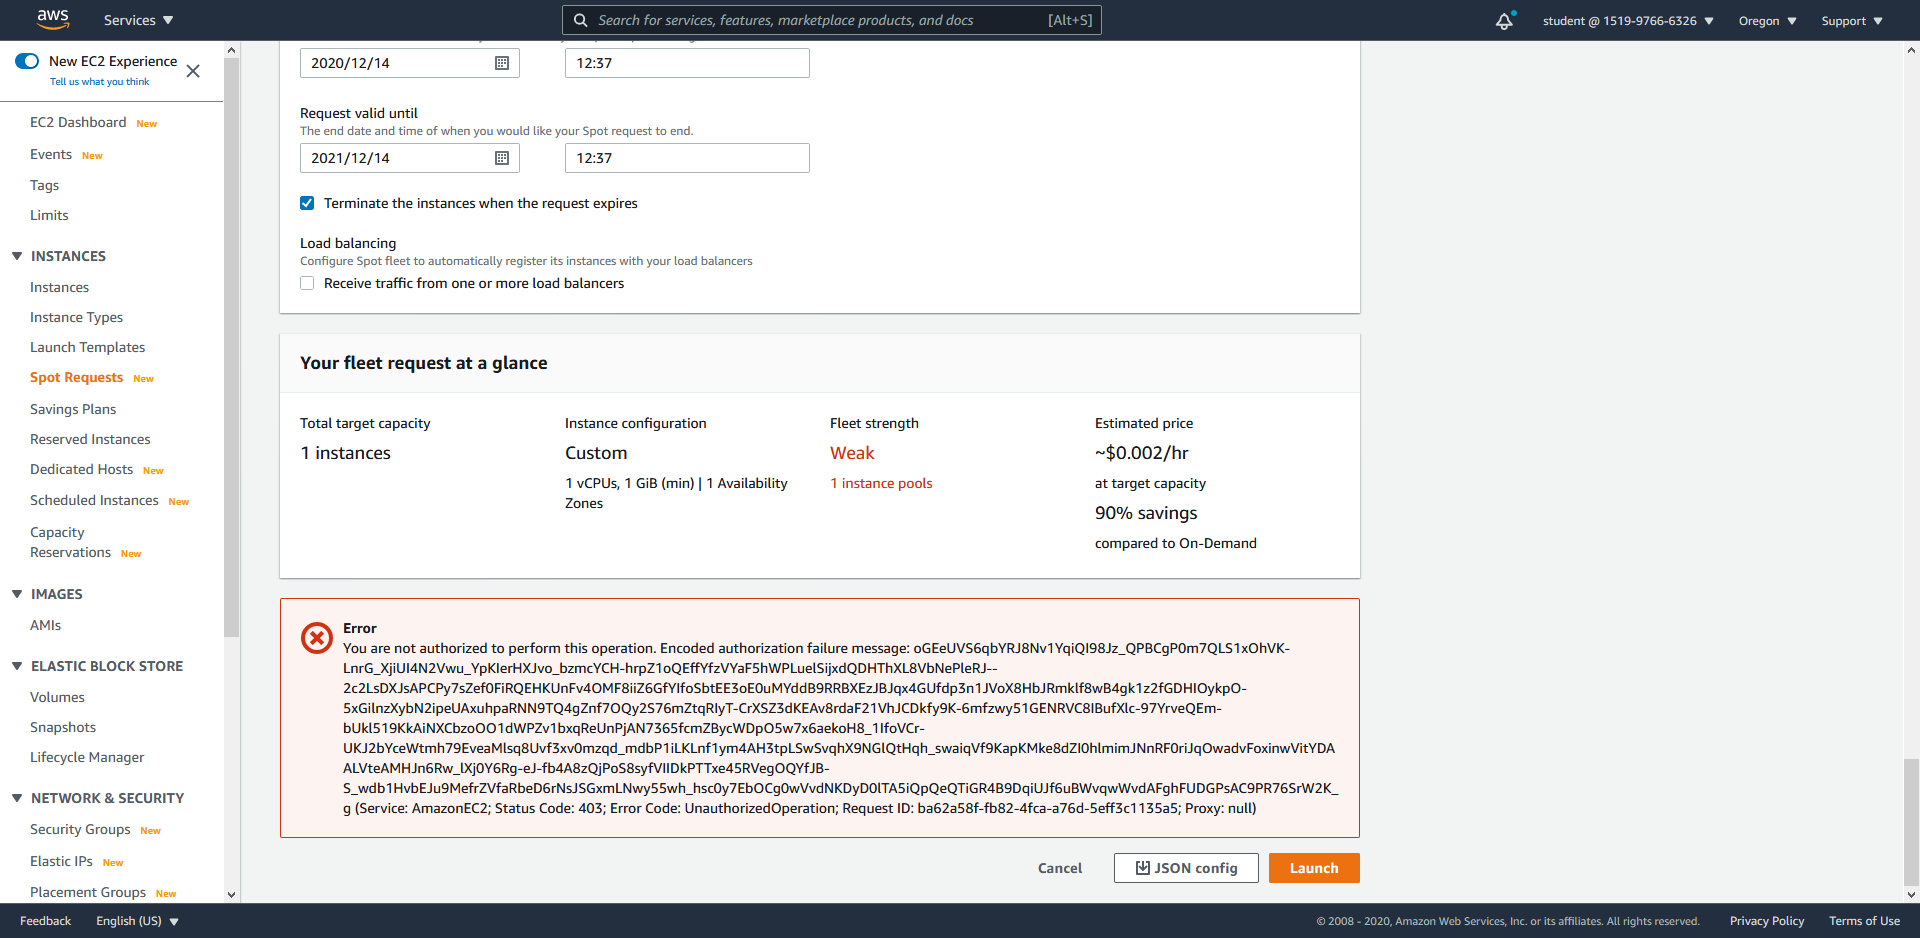 aws
Services
Search for services, features, marketplace products, and docs
[Alt+S]
student @ 1519-9766-6326
Oregon
Support
New EC2 Experience
Tell us what you think
EC2 Dashboard New
Events New
Tags
Limits
INSTANCES
Instances
Instance Types
Launch Templates
Spot Requests New
Savings Plans
Reserved Instances
Dedicated Hosts New
Scheduled Instances New
Capacity
Reservations New
IMAGES
AMIs
ELASTIC BLOCK STORE
Volumes
Snapshots
Lifecycle Manager
NETWORK & SECURITY
Security Groups New
Elastic IPs New
Placement Groups New
2020/12/14
12:37
Request valid until
The end date and time of when you would like your Spot request to end.
2021/12/14
12:37
Terminate the instances when the request expires
Load balancing
Configure Spot fleet to automatically register its instances with your load balancers
Receive traffic from one or more load balancers
Your fleet request at a glance
Total target capacity
1 instances
Instance configuration
Custom
1 vCPUs, 1 GiB (min) | 1 Availability
Zones
Fleet strength
Weak
1 instance pools
Estimated price
~$0.002/hr
at target capacity
90% savings
compared to On-Demand
Error
You are not authorized to perform this operation. Encoded authorization failure message: oGEeUVS6qbYRJ8Nv1YqiQI98Jz_QPBCgP0m7QLS1xOhVK-
LnrG_XjiUI4N2Vwu_YpKIerHXJvo_bzmcYCH-hrpZ1oQEffYfzVYaF5hWPLuelSijxdQDHThXL8VbNePleRJ--
2c2LsDXJsAPCPy7sZef0FiRQEHKUnFv4OMF8iiZ6GfYIfoSbtEE3oE0uMYddB9RRBXEzJBJqx4GUfdp3n1JVoX8HbJRmkIf8wB4gk1z2fGDHIOykpO-
5xGilnzXybN2ipeUAxuhpaRNN9TQ4gZnf7OQy2S76mZtqRIyT-CrXSZ3dKEAv8rdaF21VhJCDkfy9K-6mfzwy51GENRVC8IBufXlc-97YrveQEm-
bUkl519KkAiNXCbzoOO1dWPZv1bxqReUnPjAN7365fcmZBycWDpO5w7x6aekoH8_1IfoVCr-
UKJ2bYceWtmh79EveaMlsq8Uvf3xv0mzqd_mdbP1iLKLnf1ym4AH3tpLSwSvqhX9NGlQtHqh_swaiqVf9KapKMke8dZI0hlmimJNnRF0riJqOwadvFoxinwVitYDA
ALVteAMHJn6Rw_lXj0Y6Rg-eJ-fb4A8zQjPoS8syfVIIDkPTTxe45RVegOQYfJB-
S_wdb1HvbEJu9MefrZVfaRbeD6rNsJSGxmLNwy55wh_hsc0y7EbOCg0wVvdNKDyD0lTA5iQpQeQTiGR4B9DqiUJf6uBWvqwWvdAFghFUDGPsAC9PR76SrW2K_
g (Service: AmazonEC2; Status Code: 403; Error Code: UnauthorizedOperation; Request ID: ba62a58f-fb82-4fca-a76d-5eff3c1135a5; Proxy: null)
Cancel
JSON config
Launch
Feedback
English (US)
© 2008 - 2020, Amazon Web Services, Inc. or its affiliates. All rights reserved.
Privacy Policy
Terms of Use